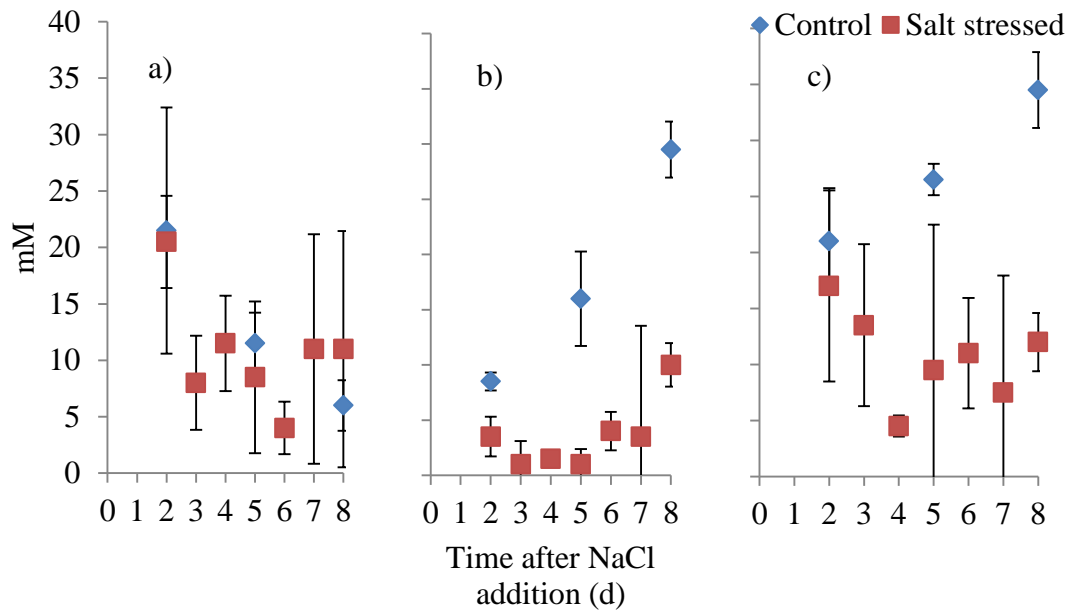 Control Salt stressed
a)
b)
c)
mM
40
35
30
25
20
15
10
5
0
0 1 2 3 4 5 6 7 8
0 1 2 3 4 5 6 7 8
0 1 2 3 4 5 6 7 8
Time after NaCl
addition (d)